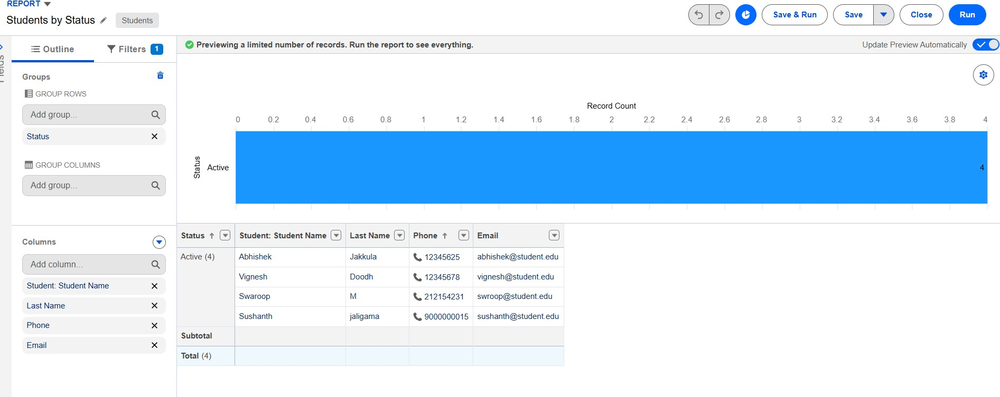 REPORT
Students by Status Students
Save & Run Save Close Run
Fields
Outline Filters 1
Previewing a limited number of records. Run the report to see everything. Update Preview Automatically
Groups
GROUP ROWS
Add group...
Status
GROUP COLUMNS
Add group...
Columns
Add column...
Student: Student Name
Last Name
Phone
Email
Record Count
0 0.2 0.4 0.6 0.8 1 1.2 1.4 1.6 1.8 2 2.2 2.4 2.6 2.8 3 3.2 3.4 3.6 3.8 4
Status
Active 4
Status Student: Student Name Last Name Phone Email
Active (4) Abhishek Jakkula 12345625 abhishek@student.edu
Vignesh Doodh 12345678 vignesh@student.edu
Swaroop M 212154231 swroop@student.edu
Sushanth jaligama 9000000015 sushanth@student.edu
Subtotal
Total (4)